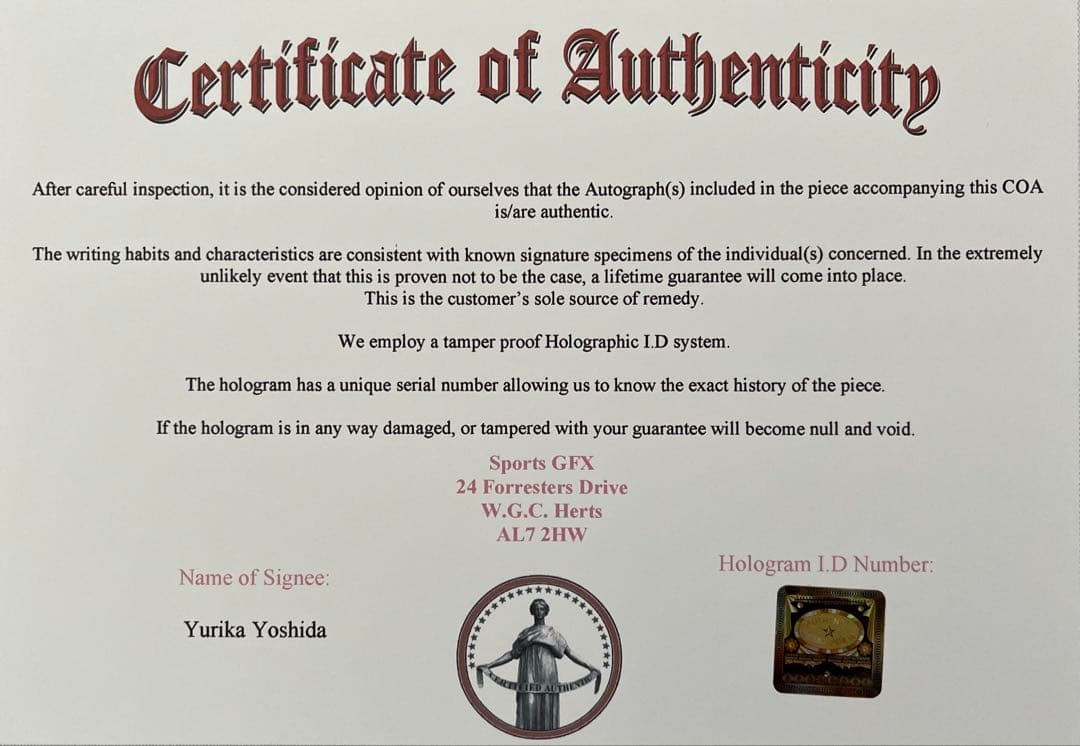 Certificate of Authenticity
After careful inspection, it is the considered opinion of ourselves that the Autograph(s) included in the piece accompanying this COA
is/are authentic.
The writing habits and characteristics are consistent with known signature specimens of the individual(s) concerned. In the extremely
unlikely event that this is proven not to be the case, a lifetime guarantee will come into place.
This is the customer's sole source of remedy.
We employ a tamper proof Holographic I.D system.
The hologram has a unique serial number allowing us to know the exact history of the piece.
If the hologram is in any way damaged, or tampered with your guarantee will become null and void.
Sports GFX
24 Forresters Drive
W.G.C. Herts
AL7 2HW
Name of Signee:
Hologram I.D Number:
Yurika Yoshida
CERTIFIED AUTHENTIC